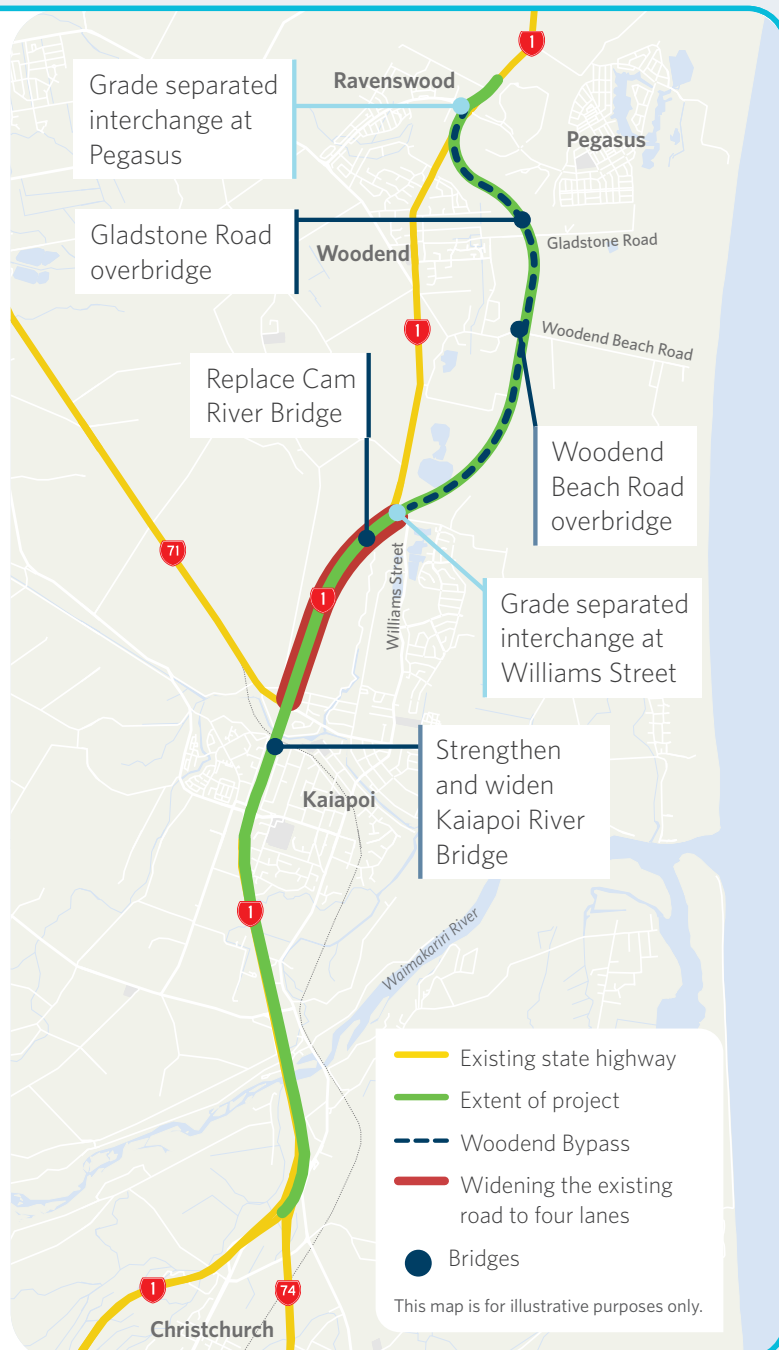 1
Grade separated
interchange at
Pegasus
Ravenswood
Pegasus
Gladstone Road
overbridge
Woodend
Gladstone Road
1
Woodend Beach Road
Replace Cam
River Bridge
Woodend
Beach Road
overbridge
71
1
Williams Street
Grade separated
interchange at
Williams Street
Strengthen
and widen
Kaiapoi River
Bridge
Kaiapoi
1
Waimakariri River
Existing state highway
Extent of project
Woodend Bypass
Widening the existing
road to four lanes
Bridges
This map is for illustrative purposes only.
1
74
Christchurch